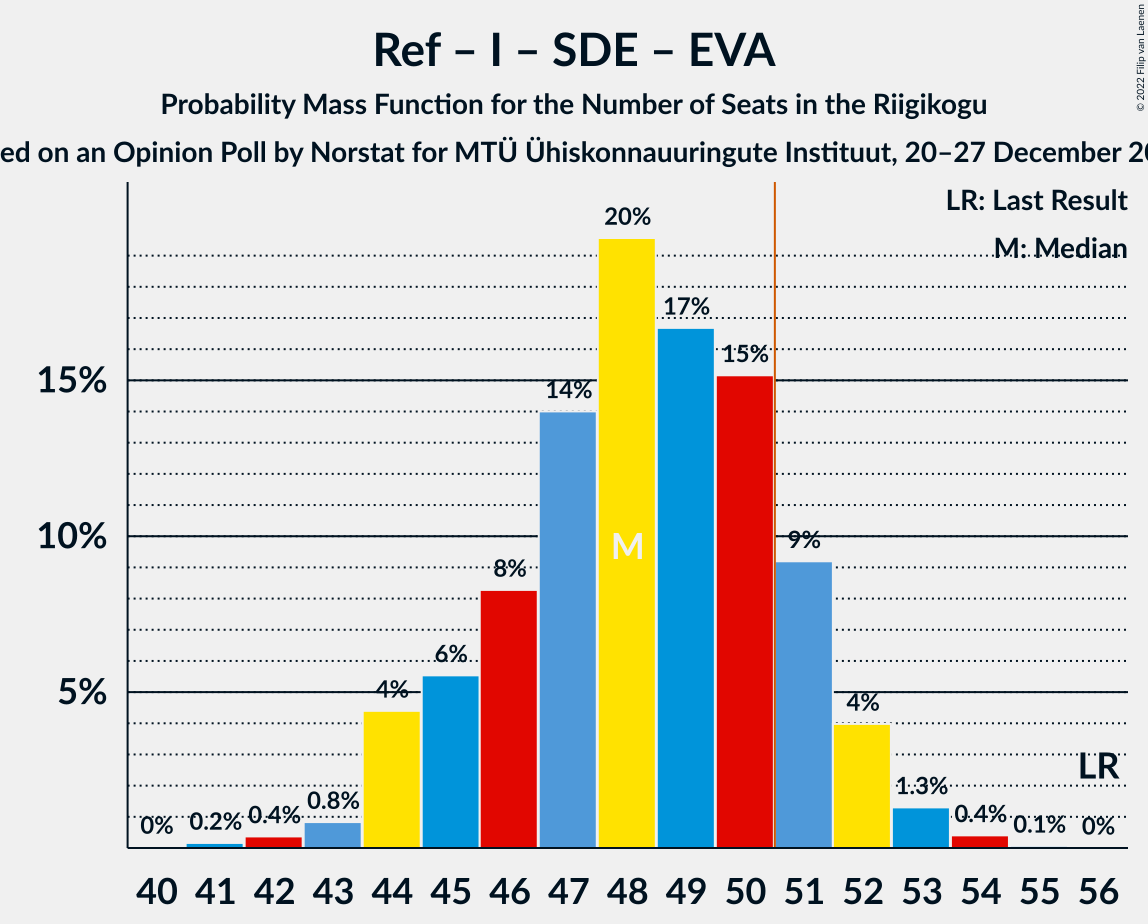 Ref – I – SDE – EVA
Probability Mass Function for the Number of Seats in the Riigikogu
ed on an Opinion Poll by Norstat for MTÜ Ühiskonnauuringute Instituut, 20–27 December 20
© 2022 Filip van Laenen
LR: Last Result
M: Median
15%
10%
5%
0% 0.2% 0.4% 0.8% 4% 6% 8% 14% 20% 17% 15% 9% 4% 1.3% 0.4% 0.1% 0%
M
LR
40 41 42 43 44 45 46 47 48 49 50 51 52 53 54 55 56